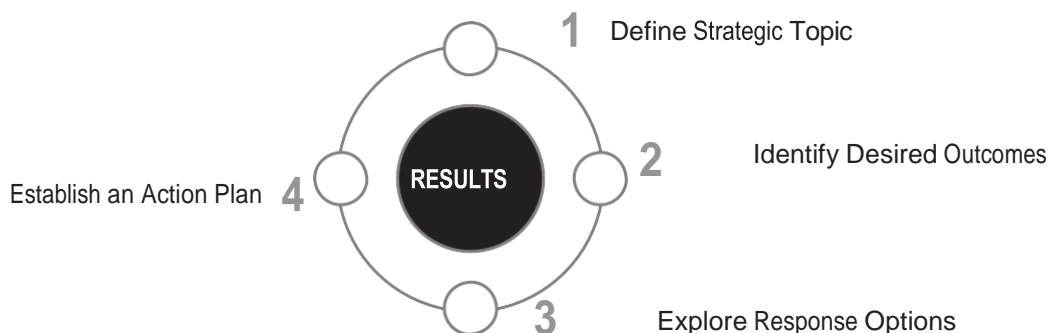 1 Define Strategic Topic
2 Identify Desired Outcomes
RESULTS
Establish an Action Plan 4
3 Explore Response Options